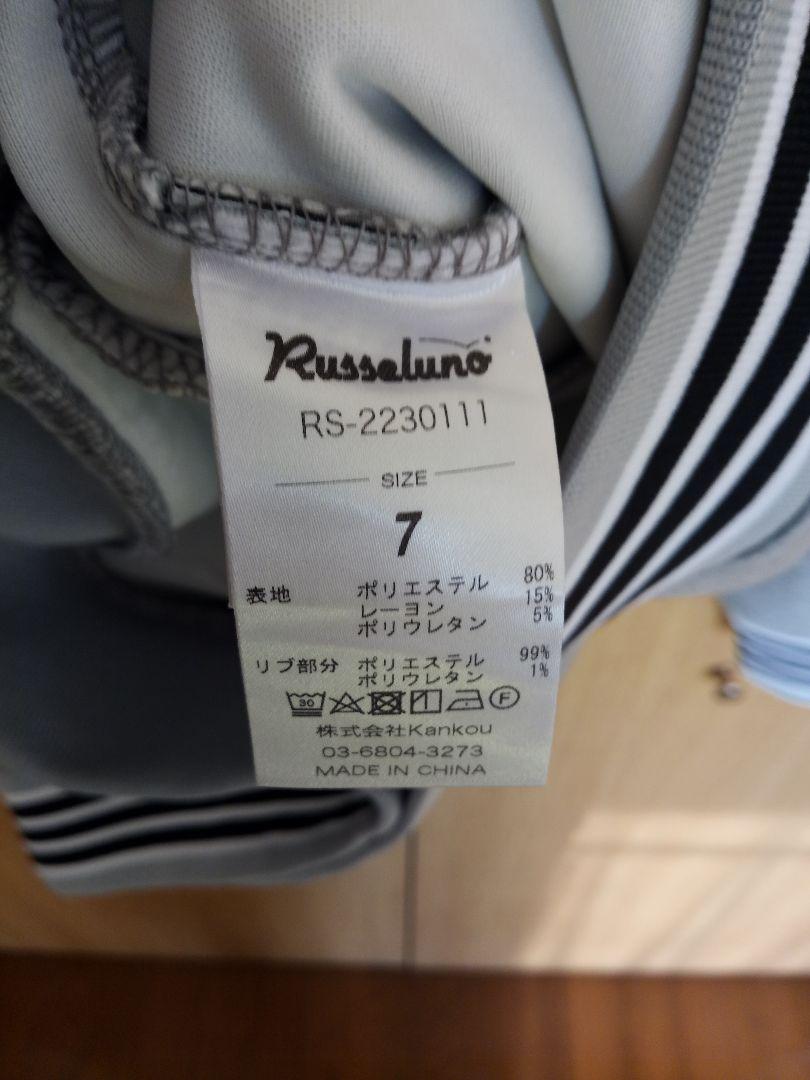 Russeluno
RS-2230111
SIZE
7
表地 ポリエステル 80%
レーヨン 15%
ポリウレタン 5%
リブ部分 ポリエステル 99%
ポリウレタン 1%
30 F
株式会社Kankou
03-6804-3273
MADE IN CHINA